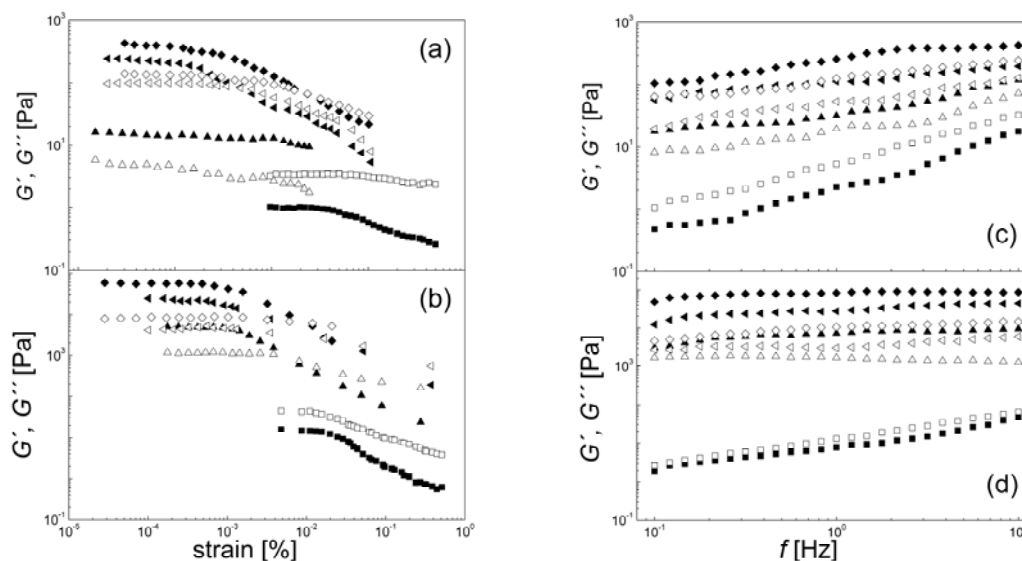 10³
(a)
G´, G´´ [Pa]
10¹
10⁻¹
(b)
G´, G´´ [Pa]
10³
10⁻¹
10⁻⁵ 10⁻⁴ 10⁻³ 10⁻² 10⁻¹ 10⁰
strain [%]
10³
(c)
G´, G´´ [Pa]
10¹
10⁻¹
G´, G´´ [Pa]
10³
(d)
10⁻¹
10⁻¹ 10⁰ 10¹
f [Hz]